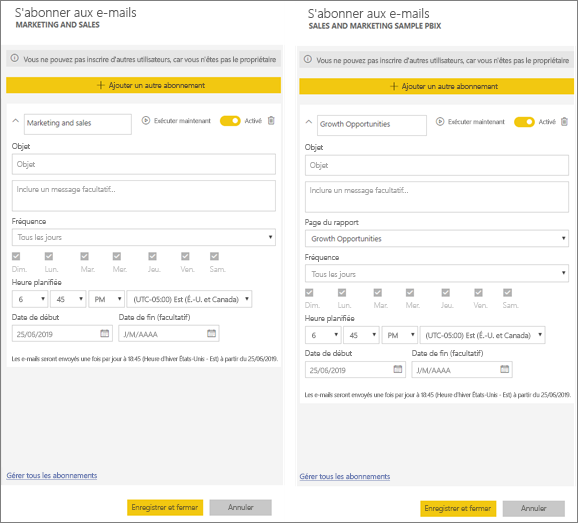 S'abonner aux e-mails
MARKETING AND SALES
Vous ne pouvez pas inscrire d'autres utilisateurs, car vous n'êtes pas le propriétaire
Ajouter un autre abonnement
Marketing and sales
Exécuter maintenant
Activé
Objet
Objet
Inclure un message facultatif...
Fréquence
Tous les jours
Dim. Lun. Mar. Mer. Jeu. Ven. Sam.
Heure planifiée
6 45 PM (UTC-05:00) Est (É.-U. et Canada)
Date de début Date de fin (facultatif)
25/06/2019 J/M/AAAA
Les e-mails seront envoyés une fois par jour à 18:45 (Heure d'hiver États-Unis - Est) à partir du 25/06/2019.
Gérer tous les abonnements
Enregistrer et fermer Annuler
S'abonner aux e-mails
SALES AND MARKETING SAMPLE PBIX
Vous ne pouvez pas inscrire d'autres utilisateurs, car vous n'êtes pas le propriétaire
Ajouter un autre abonnement
Growth Opportunities
Exécuter maintenant
Activé
Objet
Objet
Inclure un message facultatif...
Page du rapport
Growth Opportunities
Fréquence
Tous les jours
Dim. Lun. Mar. Mer. Jeu. Ven. Sam.
Heure planifiée
6 45 PM (UTC-05:00) Est (É.-U. et Canada)
Date de début Date de fin (facultatif)
25/06/2019 J/M/AAAA
Les e-mails seront envoyés une fois par jour à 18:45 (Heure d'hiver États-Unis - Est) à partir du 25/06/2019.
Gérer tous les abonnements
Enregistrer et fermer Annuler